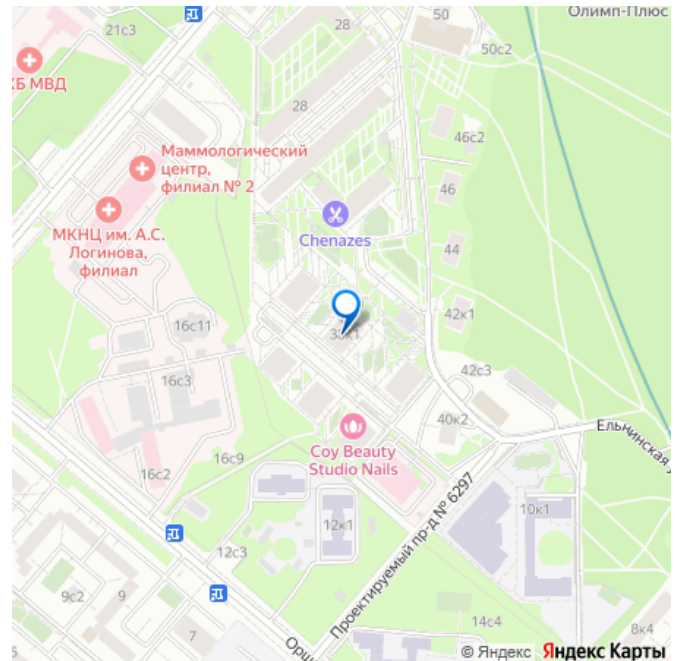 21с3
50
Олимп-Плюс
50с2
КБ МВД
28
28
46с2
Маммологический
центр,
филиал № 2
46
МКНЦ им. А.С.
Логинова,
филиал
Chenazes
44
42к1
16с11
42с3
16с3
40к2
Coy Beauty
Studio Nails
Ельнинская у
16с2
16с9
Проектируемый пр-д № 6297
10к1
12к1
12с3
9с2
9
7
14с4
8к4
Орш
© Яндекс Яндекс Карты